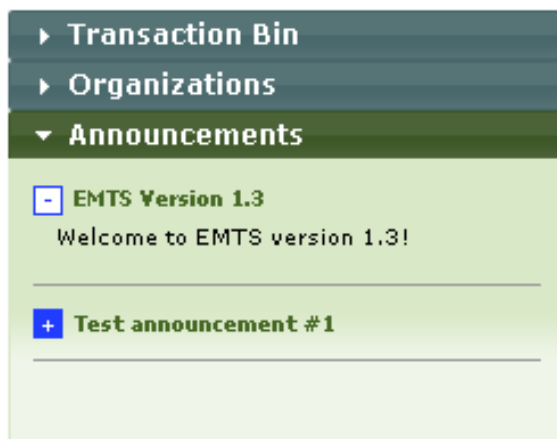 Transaction Bin
Organizations
Announcements
- EMTS Version 1.3
Welcome to EMTS version 1.3!
+ Test announcement #1